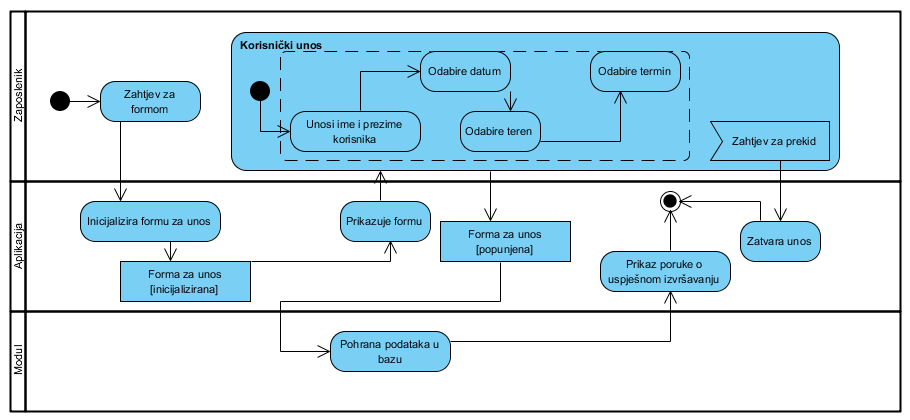 Zaposlenik
Korisnički unos
Zahtjev za
formom
Odabire datum
Odabire termin
Unosi ime i prezime
korisnika
Odabire teren
Zahtjev za prekid
Aplikacija
Inicijalizira formu za unos
Prikazuje formu
Forma za unos
[popunjena]
Zatvara unos
Forma za unos
[inicijalizirana]
Prikaz poruke o
uspješnom izvršavanju
Modul
Pohrana podataka u
bazu